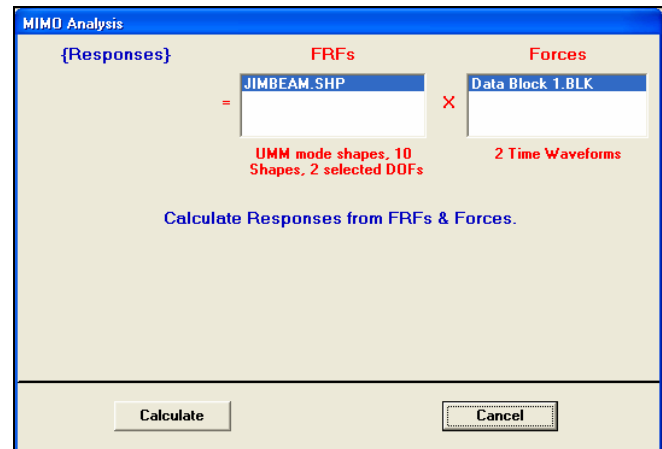 MIMO Analysis
{Responses} FRFs Forces
JIMBEAM.SHP Data Block 1.BLK
= X
UMM mode shapes, 10 2 Time Waveforms
Shapes, 2 selected DOFs
Calculate Responses from FRFs & Forces.
Calculate Cancel